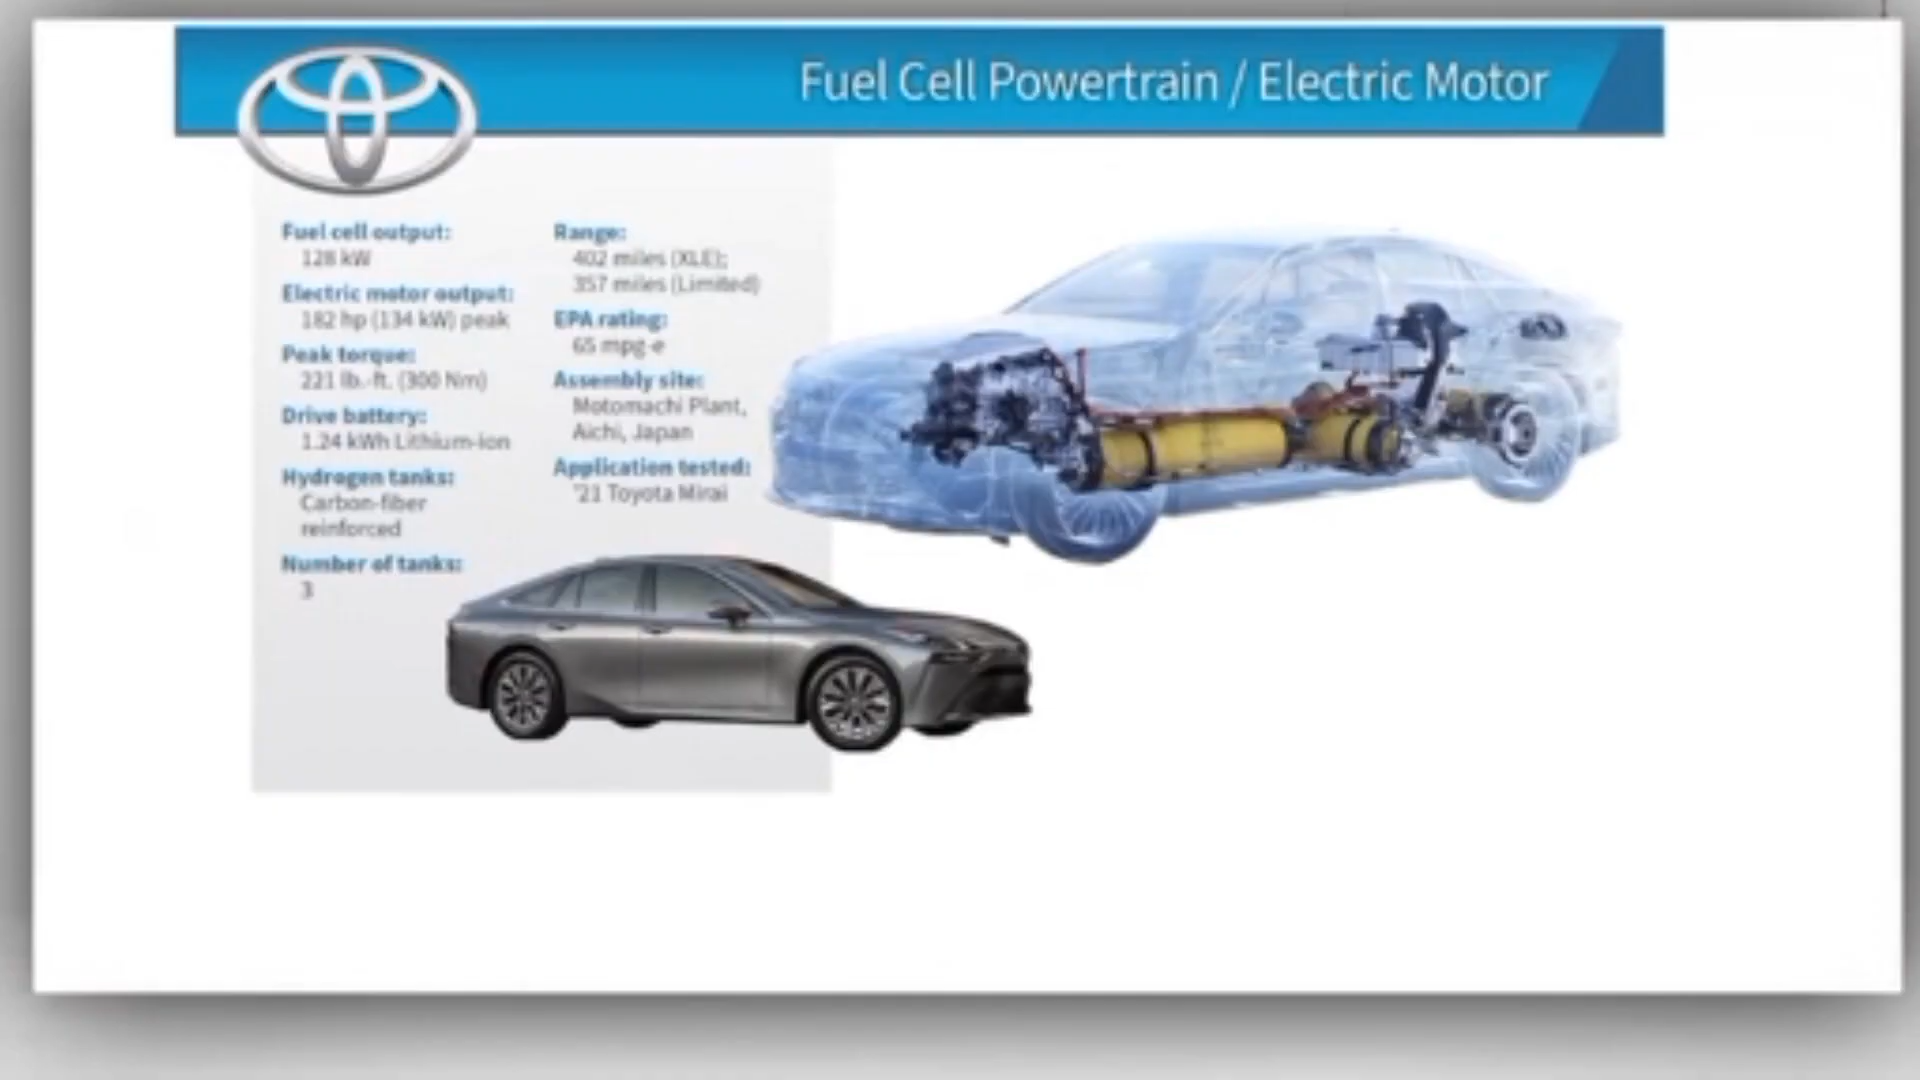 Fuel Cell Powertrain / Electric Motor
Fuel cell output:
128 kW
Electric motor output:
182 hp (134 kW) peak
Peak torque:
221 lb.-ft. (300 Nm)
Drive battery:
1.24 kWh Lithium-ion
Hydrogen tanks:
Carbon-fiber
reinforced
Number of tanks:
3
Range:
402 miles (XLE);
357 miles (Limited)
EPA rating:
65 mpg-e
Assembly site:
Motomachi Plant,
Aichi, Japan
Application tested:
'21 Toyota Mirai